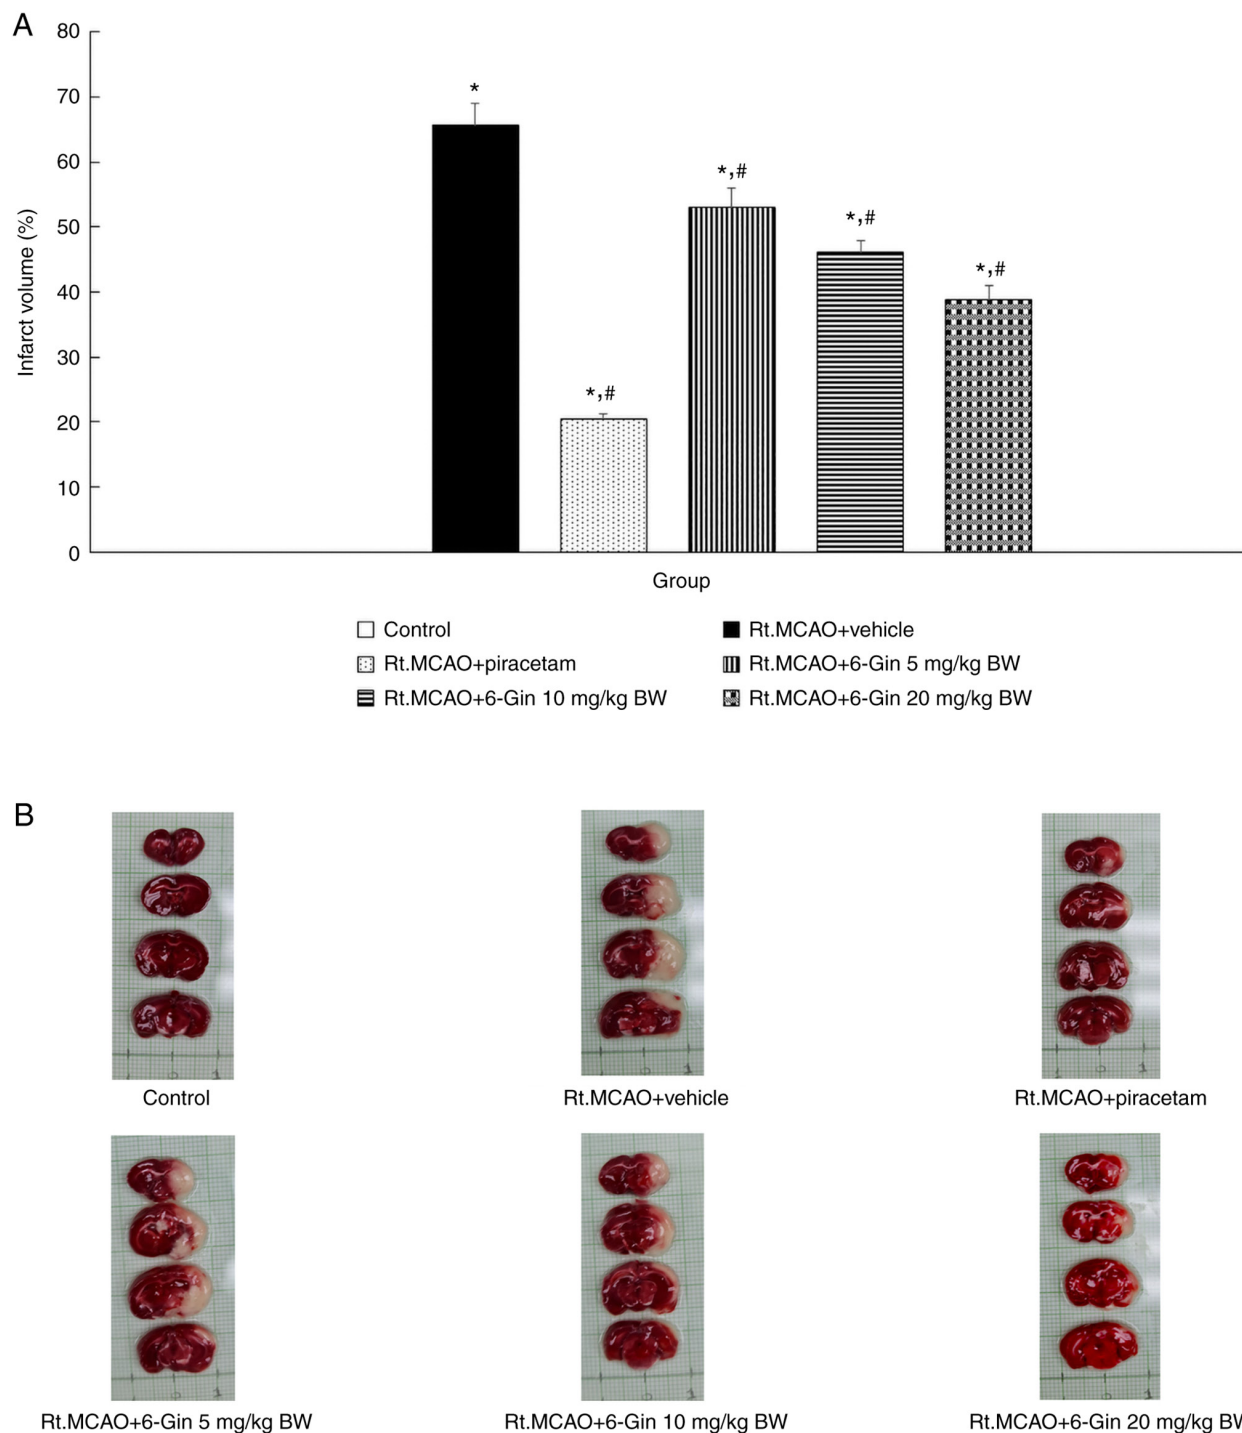 A
80
70
60
50
40
30
20
10
0
Infarct volume (%)
*
*,#
*,#
*,#
*,#
Group
Control
Rt.MCAO+vehicle
Rt.MCAO+piracetam
Rt.MCAO+6-Gin 5 mg/kg BW
Rt.MCAO+6-Gin 10 mg/kg BW
Rt.MCAO+6-Gin 20 mg/kg BW
B
Control
Rt.MCAO+vehicle
Rt.MCAO+piracetam
Rt.MCAO+6-Gin 5 mg/kg BW
Rt.MCAO+6-Gin 10 mg/kg BW
Rt.MCAO+6-Gin 20 mg/kg BW